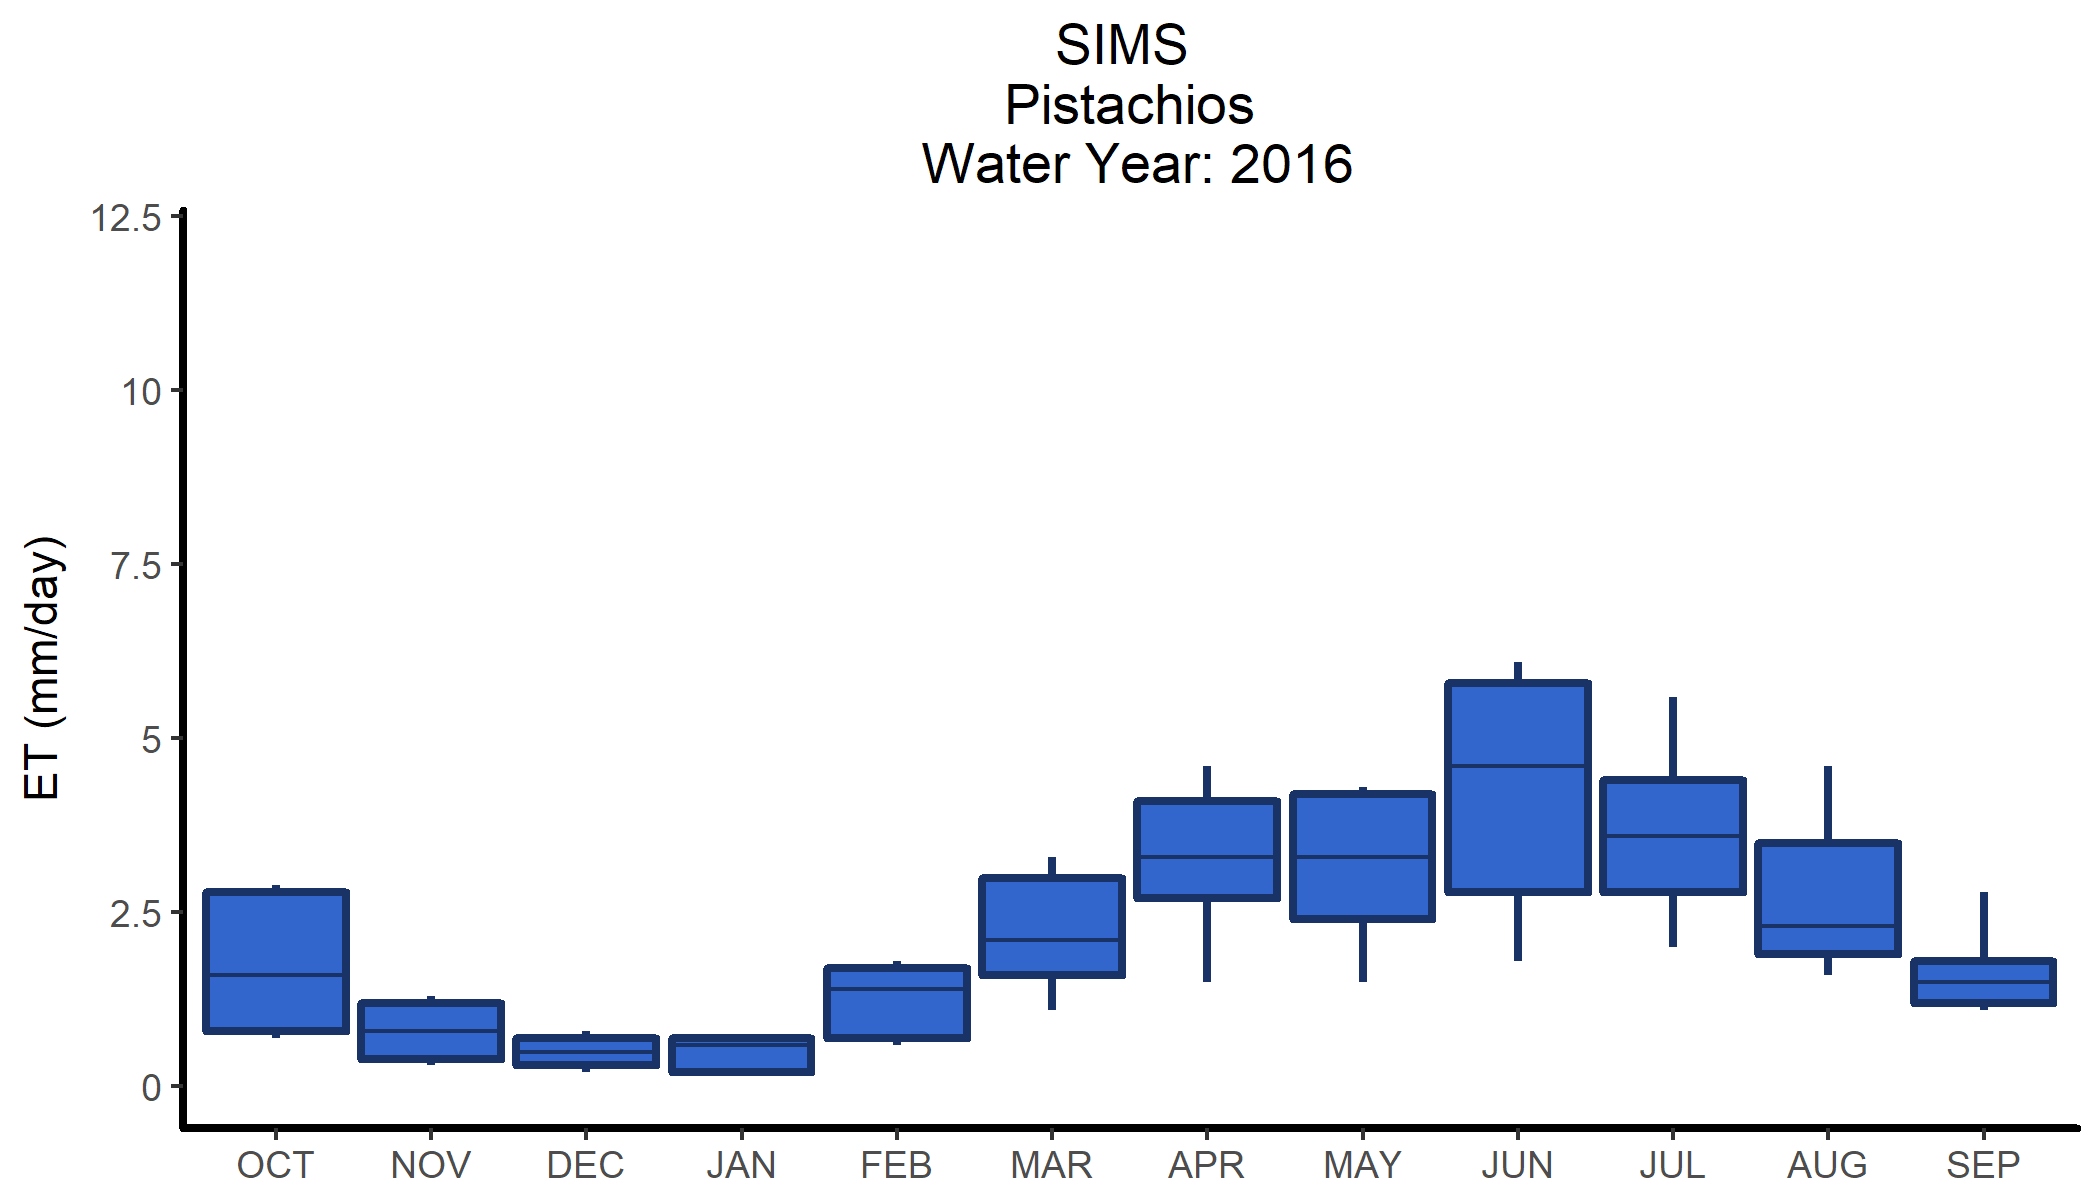 SIMS
Pistachios
Water Year: 2016
12.5
10
7.5
5
2.5
0
ET (mm/day)
OCT NOV DEC JAN FEB MAR APR MAY JUN JUL AUG SEP